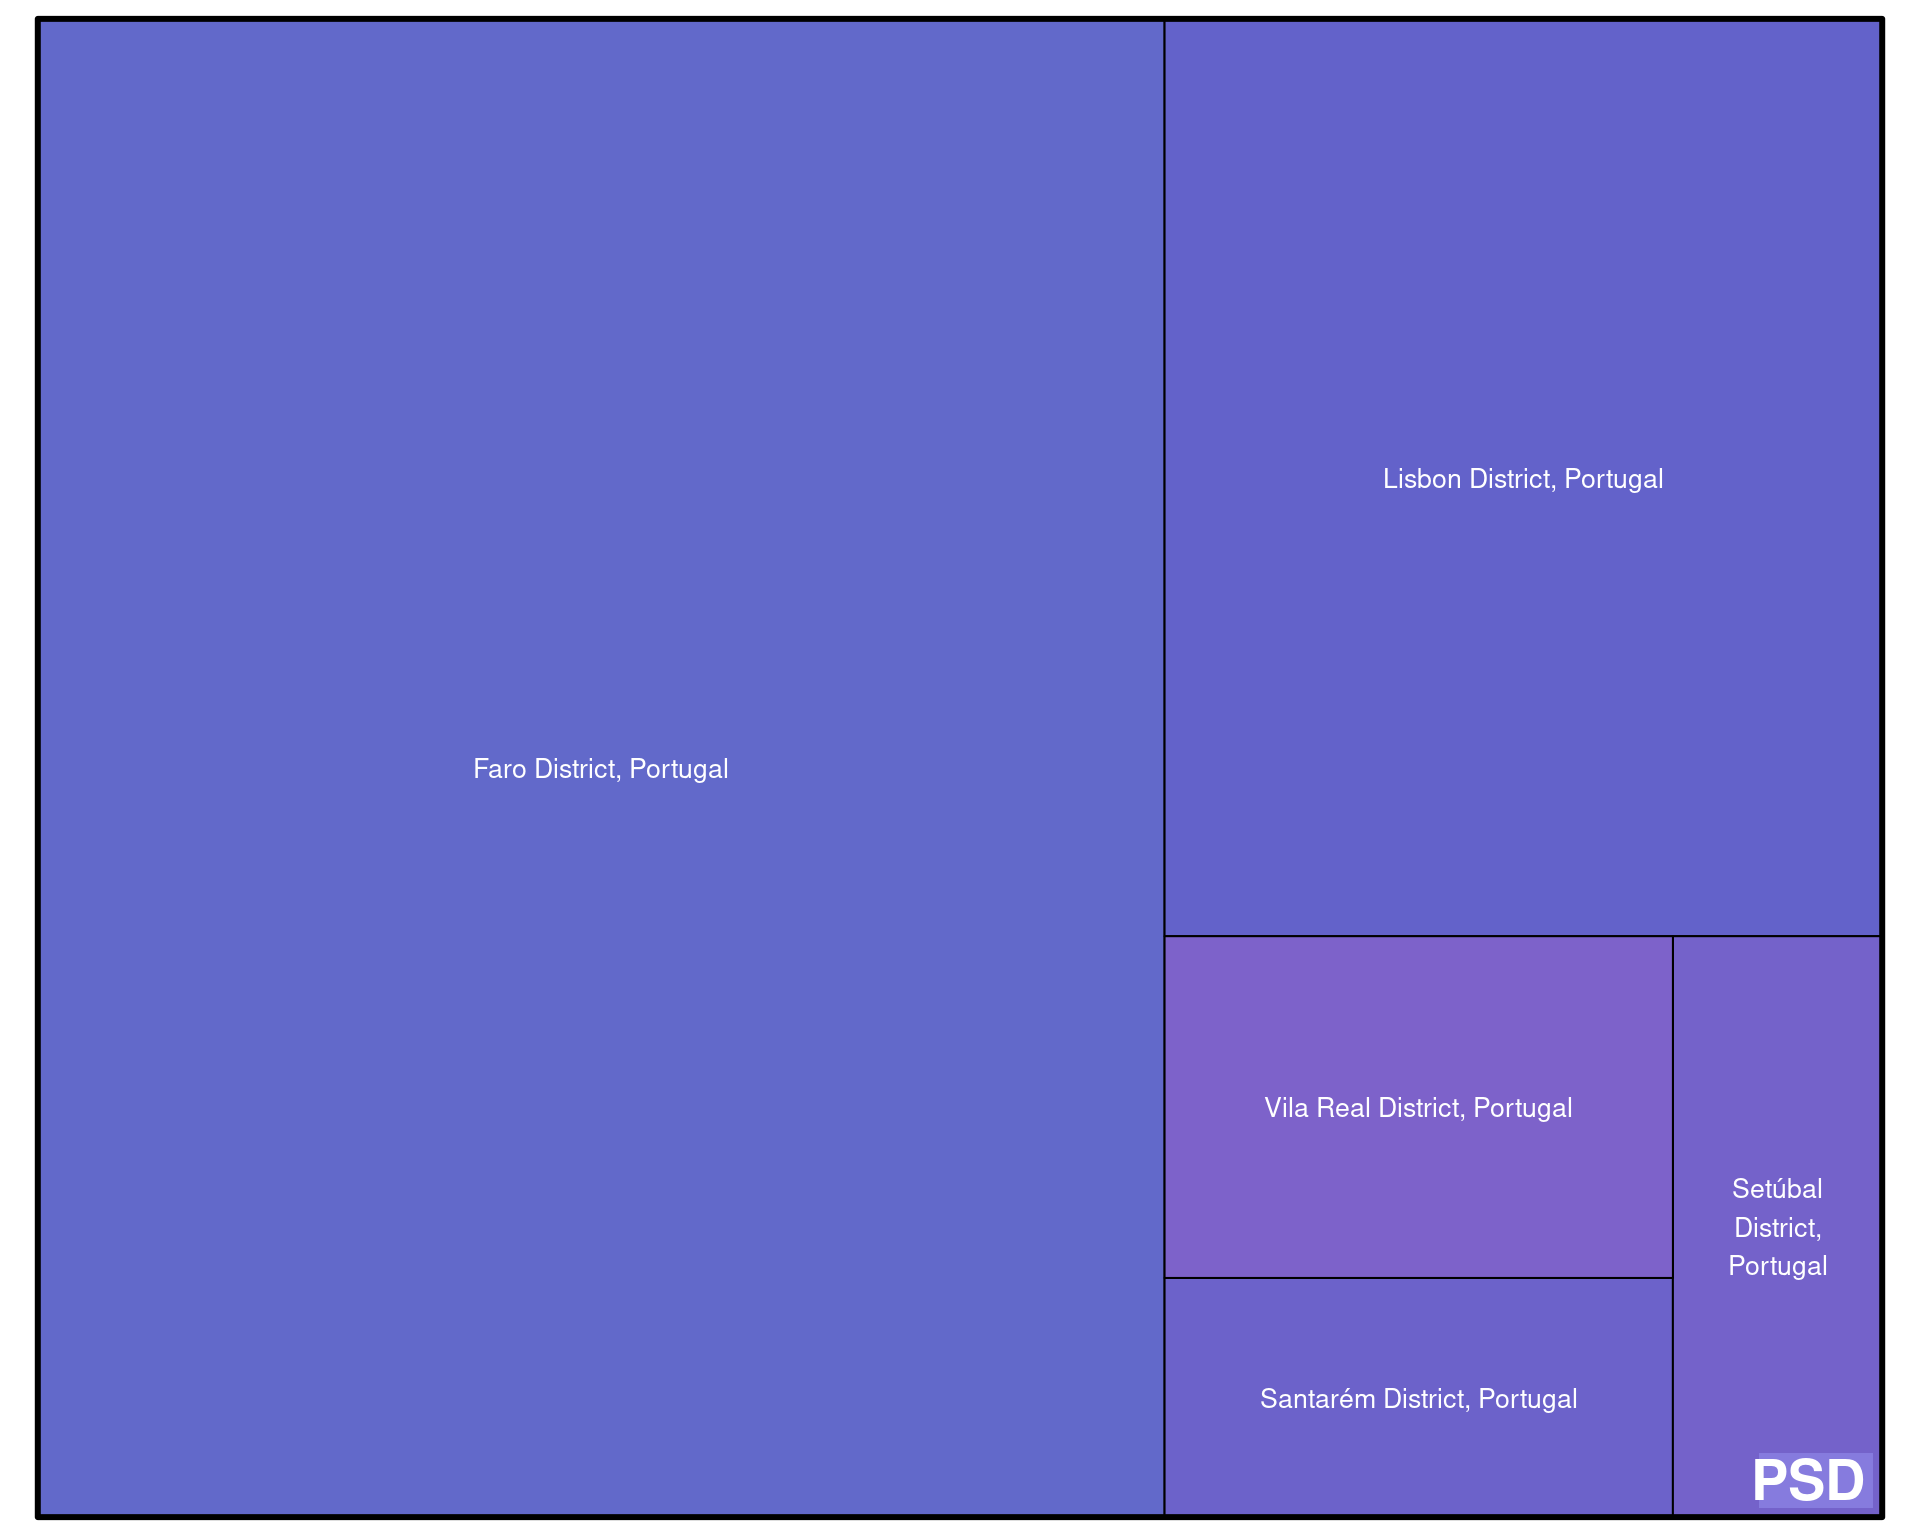 Faro District, Portugal
Lisbon District, Portugal
Vila Real District, Portugal
Setúbal
District,
Portugal
Santarém District, Portugal
PSD